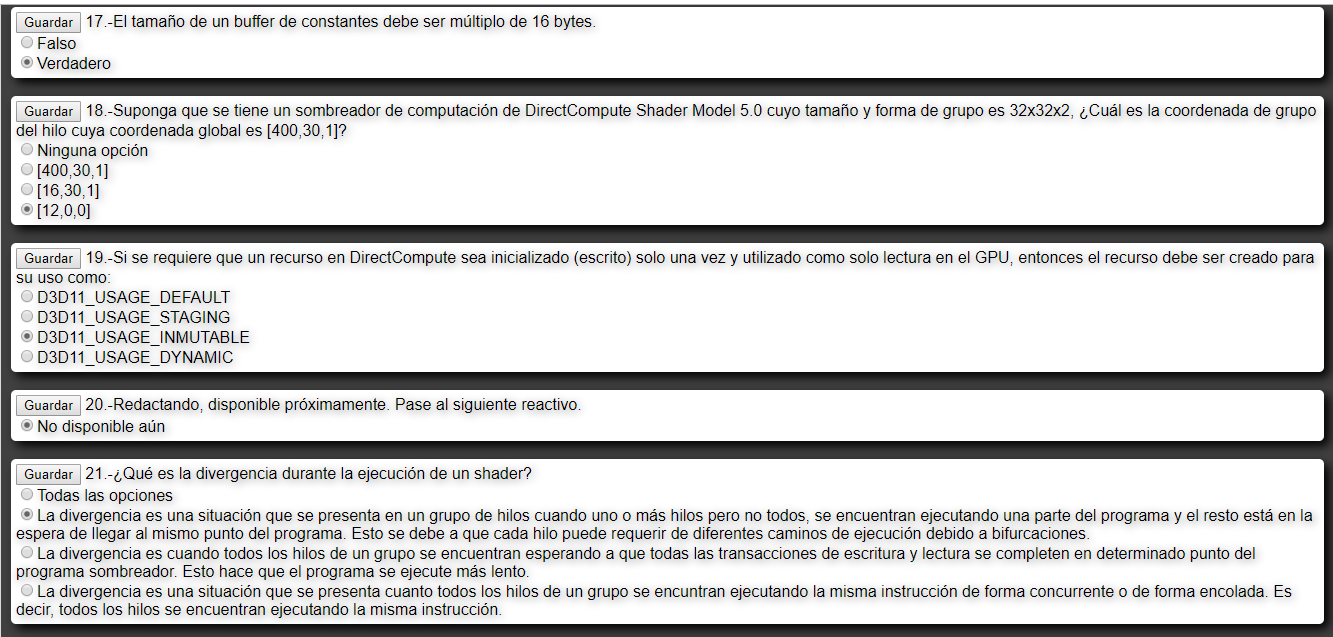 Guardar 17.-El tamaño de un buffer de constantes debe ser múltiplo de 16 bytes.
Falso
Verdadero
Guardar 18.-Suponga que se tiene un sombreador de computación de DirectCompute Shader Model 5.0 cuyo tamaño y forma de grupo es 32x32x2, ¿Cuál es la coordenada de grupo
del hilo cuya coordenada global es [400,30,1]?
Ninguna opción
[400,30,1]
[16,30,1]
[12,0,0]
Guardar 19.-Si se requiere que un recurso en DirectCompute sea inicializado (escrito) solo una vez y utilizado como solo lectura en el GPU, entonces el recurso debe ser creado para
su uso como:
D3D11_USAGE_DEFAULT
D3D11_USAGE_STAGING
D3D11_USAGE_INMUTABLE
D3D11_USAGE_DYNAMIC
Guardar 20.-Redactando, disponible próximamente. Pase al siguiente reactivo.
No disponible aún
Guardar 21.-¿Qué es la divergencia durante la ejecución de un shader?
Todas las opciones
La divergencia es una situación que se presenta en un grupo de hilos cuando uno o más hilos pero no todos, se encuentran ejecutando una parte del programa y el resto está en la
espera de llegar al mismo punto del programa. Esto se debe a que cada hilo puede requerir de diferentes caminos de ejecución debido a bifurcaciones.
La divergencia es cuando todos los hilos de un grupo se encuentran esperando a que todas las transacciones de escritura y lectura se completen en determinado punto del
programa sombreador. Esto hace que el programa se ejecute más lento.
La divergencia es una situación que se presenta cuanto todos los hilos de un grupo se encuntran ejecutando la misma instrucción de forma concurrente o de forma encolada. Es
decir, todos los hilos se encuentran ejecutando la misma instrucción.